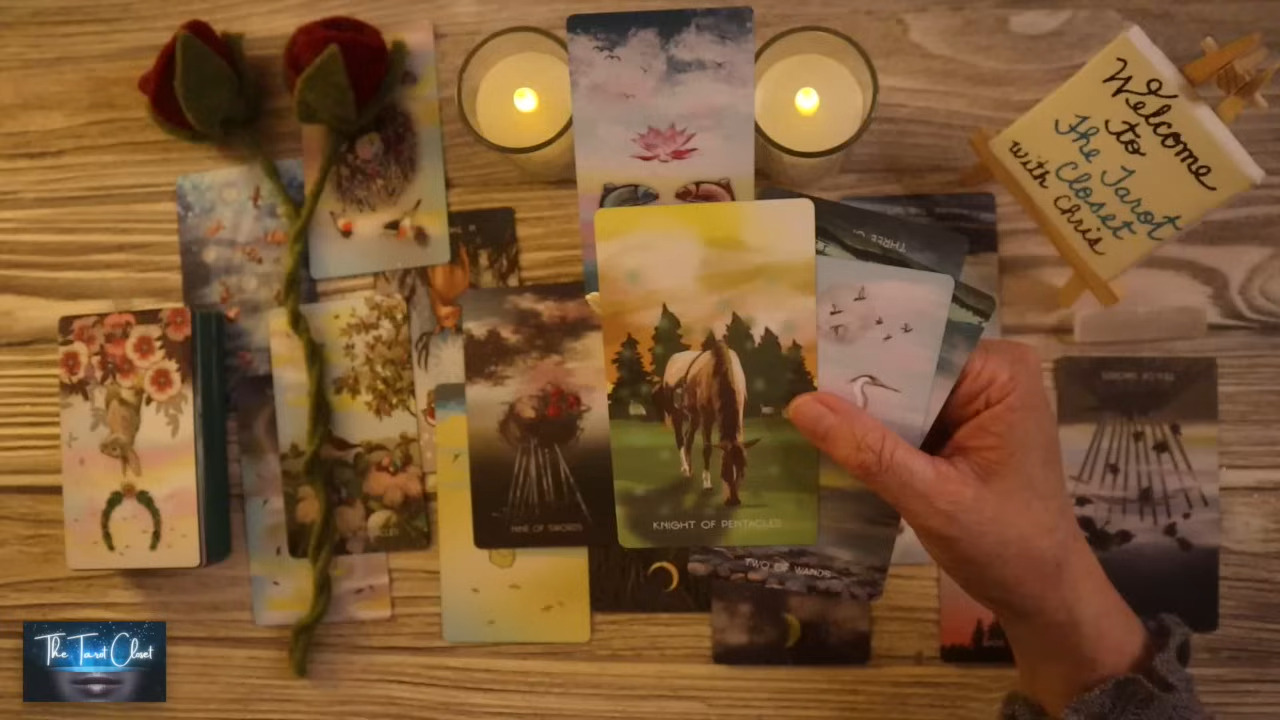 Welcome
to
The Tarot
Closet
with Chris
THREE O
NINE OF SWORDS
KNIGHT OF PENTACLES
TWO OF WANDS
The Tarot Closet